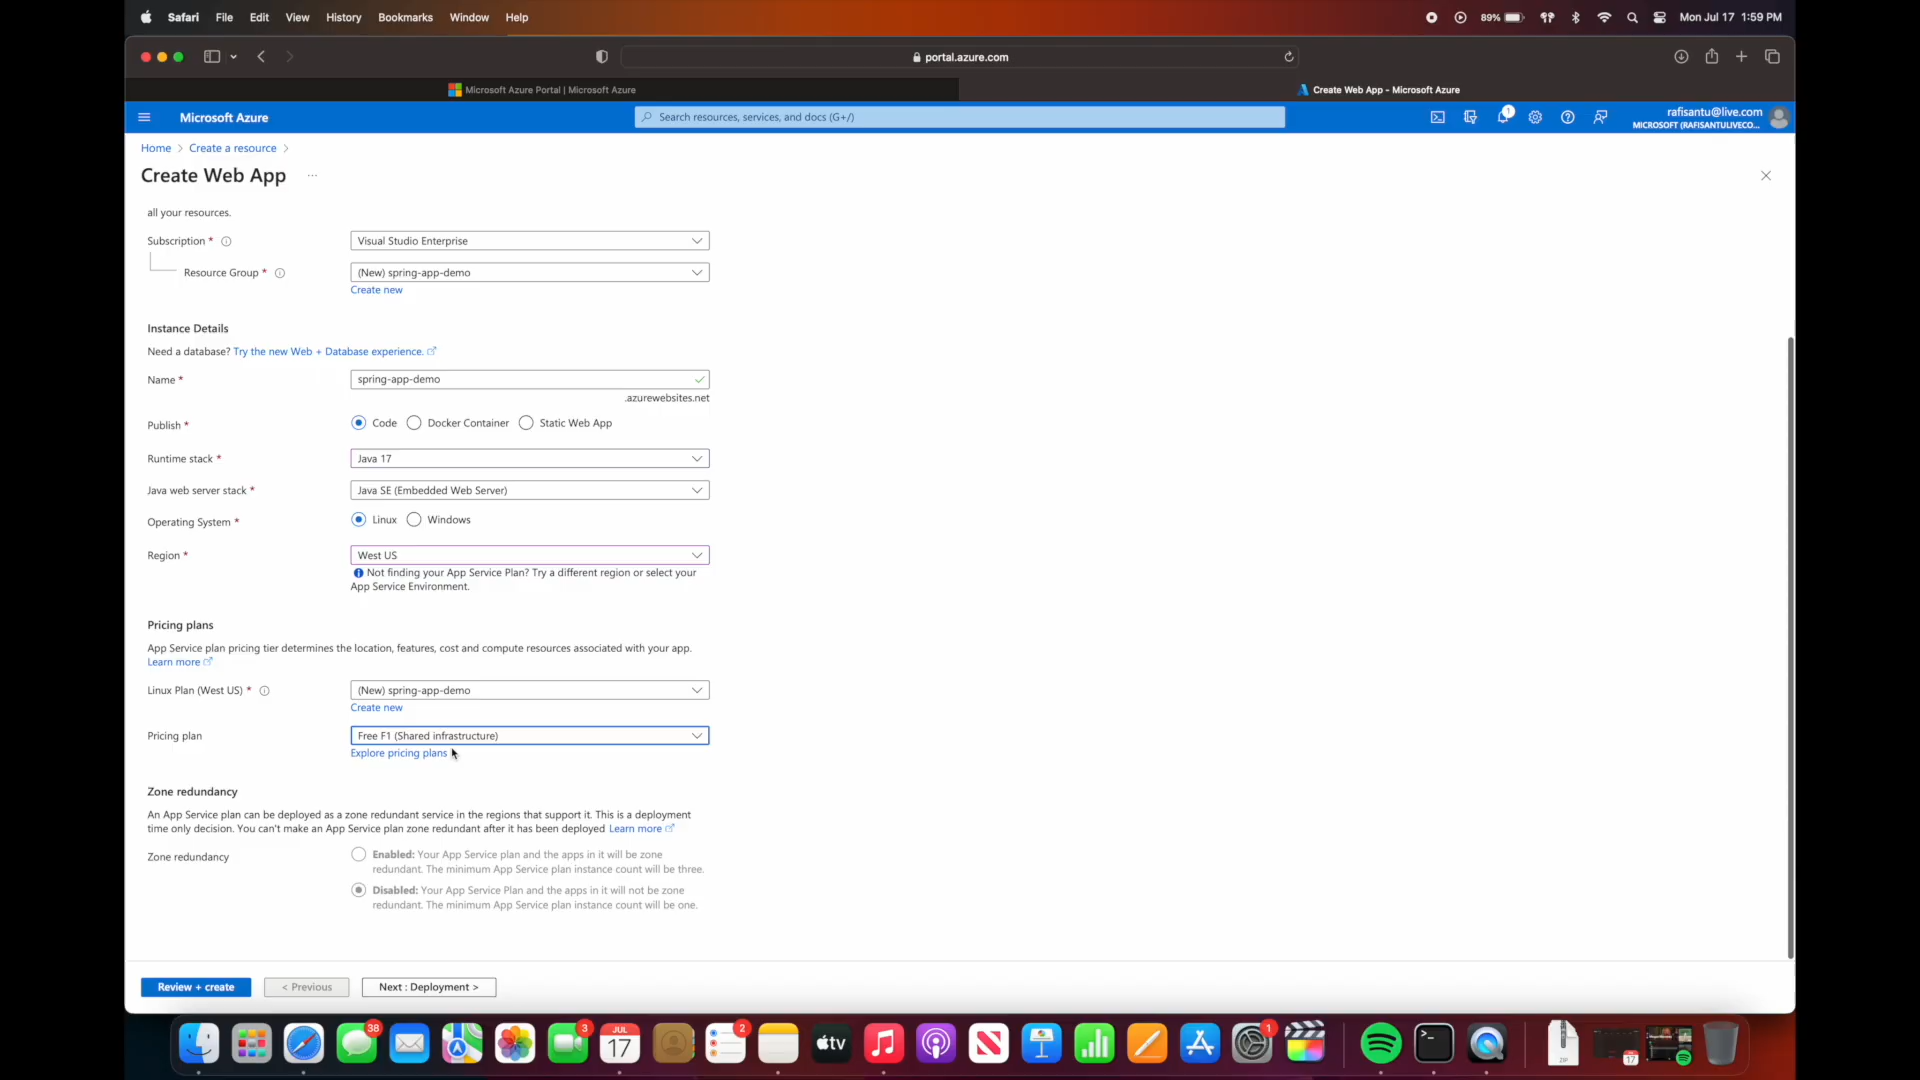 Safari File Edit View History Bookmarks Window Help
89%
Mon Jul 17 1:59 PM
portal.azure.com
Microsoft Azure Portal | Microsoft Azure
Create Web App - Microsoft Azure
Microsoft Azure
Search resources, services, and docs (G+/)
1
rafisantu@live.com
MICROSOFT (RAFISANTULIVECO...
Home > Create a resource >
Create Web App ...
all your resources.
Subscription *
Visual Studio Enterprise
Resource Group *
(New) spring-app-demo
Create new
Instance Details
Need a database? Try the new Web + Database experience.
Name *
spring-app-demo
.azurewebsites.net
Publish *
Code Docker Container Static Web App
Runtime stack *
Java 17
Java web server stack *
Java SE (Embedded Web Server)
Operating System *
Linux Windows
Region *
West US
Not finding your App Service Plan? Try a different region or select your
App Service Environment.
Pricing plans
App Service plan pricing tier determines the location, features, cost and compute resources associated with your app.
Learn more
Linux Plan (West US) *
(New) spring-app-demo
Create new
Pricing plan
Free F1 (Shared infrastructure)
Explore pricing plans
Zone redundancy
An App Service plan can be deployed as a zone redundant service in the regions that support it. This is a deployment
time only decision. You can't make an App Service plan zone redundant after it has been deployed Learn more
Zone redundancy
Enabled: Your App Service plan and the apps in it will be zone
redundant. The minimum App Service plan instance count will be three.
Disabled: Your App Service Plan and the apps in it will not be zone
redundant. The minimum App Service plan instance count will be one.
Review + create
< Previous
Next : Deployment >
38
3
JUL
17
2
tv
1
ZIP
17